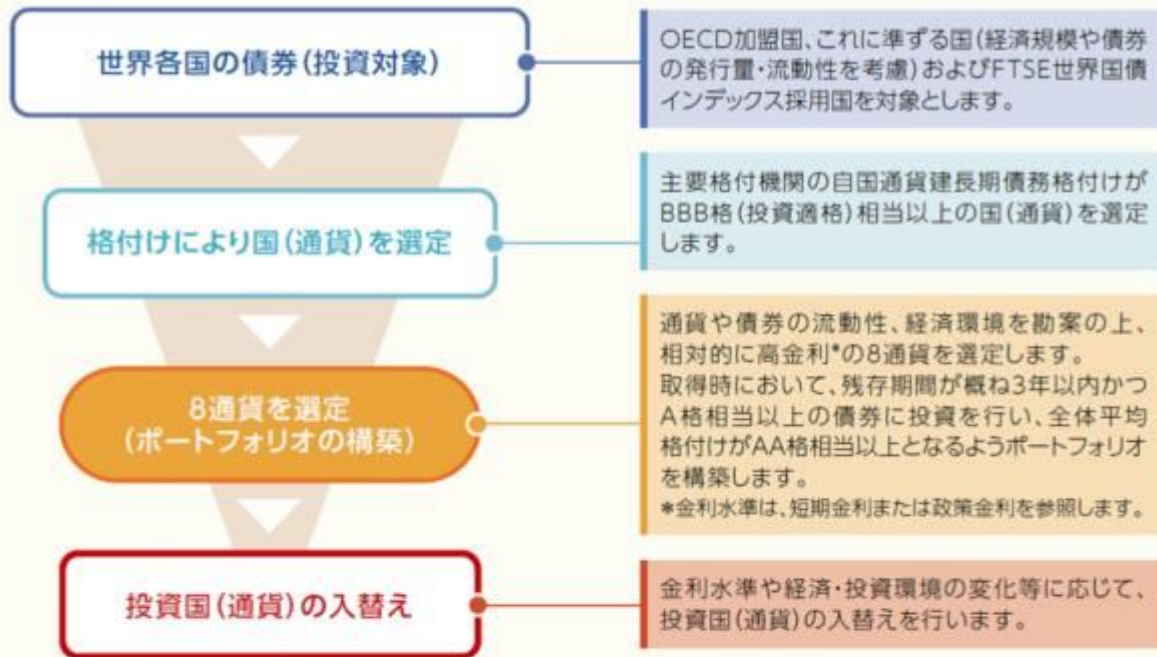 世界各国の債券(投資対象)
OECD加盟国、これに準ずる国(経済規模や債券
の発行量・流動性を考慮)およびFTSE世界国債
インデックス採用国を対象とします。
格付けにより国(通貨)を選定
主要格付機関の自国通貨建長期債務格付けが
BBB格(投資適格)相当以上の国(通貨)を選定
します。
8通貨を選定
(ポートフォリオの構築)
通貨や債券の流動性、経済環境を勘案の上、
相対的に高金利*の8通貨を選定します。
取得時において、残存期間が概ね3年以内かつ
A格相当以上の債券に投資を行い、全体平均
格付けがAA格相当以上となるようポートフォリオ
を構築します。
*金利水準は、短期金利または政策金利を参照します。
投資国(通貨)の入替え
金利水準や経済・投資環境の変化等に応じて、
投資国(通貨)の入替えを行います。